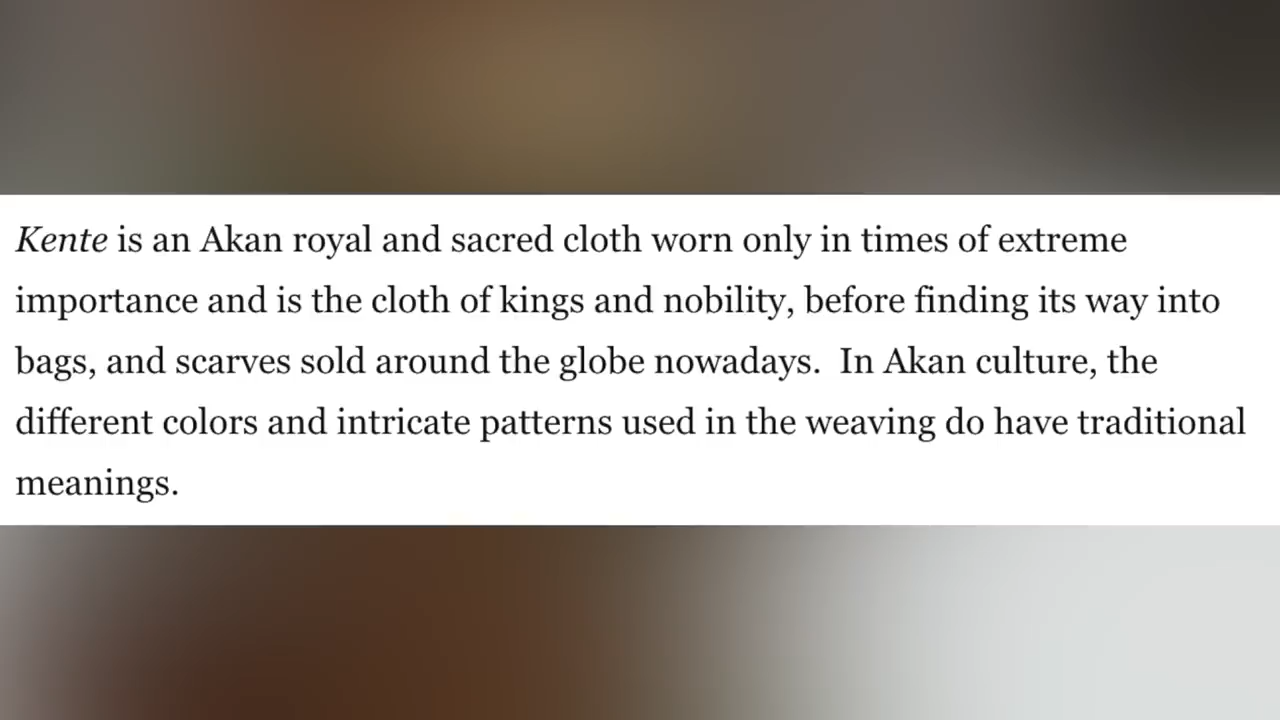 Kente is an Akan royal and sacred cloth worn only in times of extreme
importance and is the cloth of kings and nobility, before finding its way into
bags, and scarves sold around the globe nowadays.  In Akan culture, the
different colors and intricate patterns used in the weaving do have traditional
meanings.